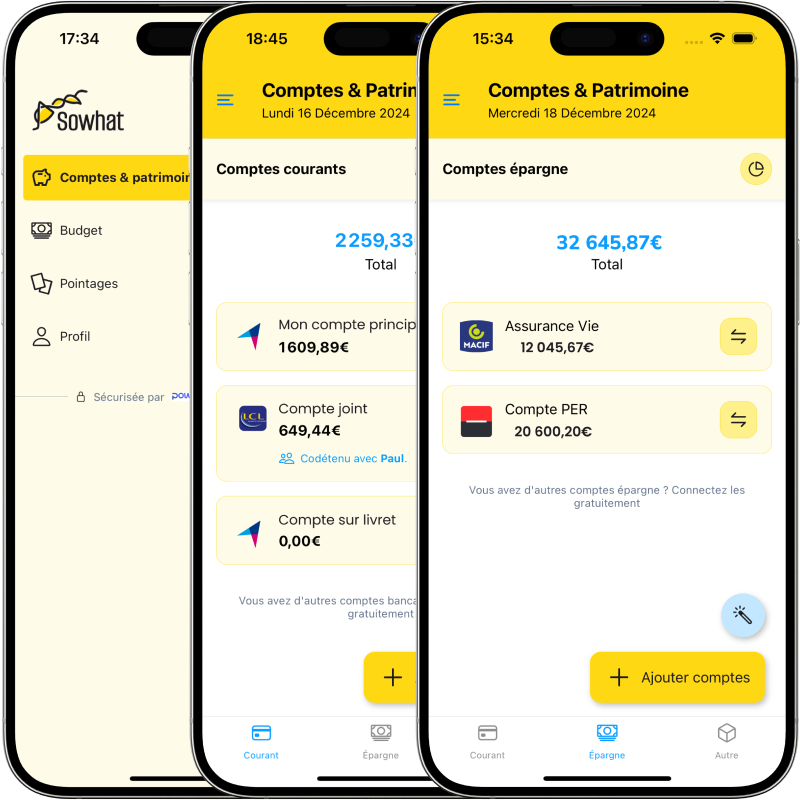 17:34
Sowhat
Comptes & patrimoin
Budget
Pointages
Profil
Sécurisée par pow
18:45
Comptes & Patrim
Lundi 16 Décembre 2024
Comptes courants
2 259,33
Total
Mon compte princip
1 609,89€
LCL
Compte joint
649,44€
Codétenu avec Paul.
Compte sur livret
0,00€
Vous avez d'autres comptes banca
gratuitement
Courant
Épargne
15:34
Comptes & Patrimoine
Mercredi 18 Décembre 2024
Comptes épargne
32 645,87€
Total
MACIF
Assurance Vie
12 045,67€
Compte PER
20 600,20€
Vous avez d'autres comptes épargne ? Connectez les
gratuitement
Ajouter comptes
Courant
Épargne
Autre